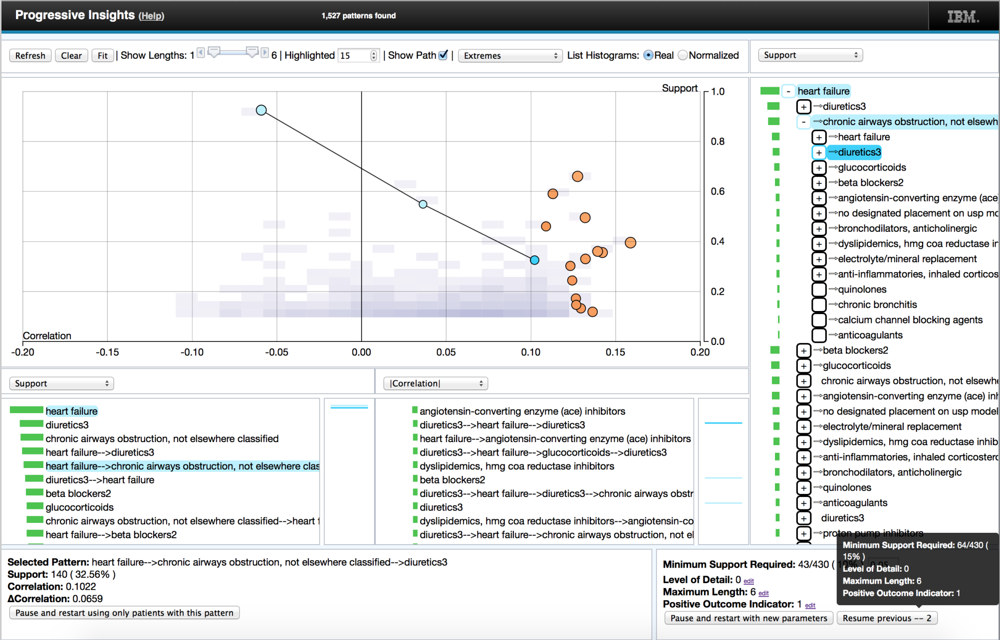 Progressive Insights (Help)
1,527 patterns found
IBM.
Refresh Clear Fit | Show Lengths: 1 6 | Highlighted 15 | Show Path | Extremes List Histograms: Real Normalized
Support
Support
1.0
0.8
0.6
0.4
0.2
0.0
Correlation
-0.20 -0.15 -0.10 -0.05 0.00 0.05 0.10 0.15 0.20
- heart failure
+ ⇒diuretics3
- ⇒chronic airways obstruction, not elsewh
+ ⇒heart failure
+ ⇒diuretics3
+ ⇒glucocorticoids
+ ⇒beta blockers2
+ ⇒angiotensin-converting enzyme (ace
+ ⇒no designated placement on usp mo
+ ⇒bronchodilators, anticholinergic
+ ⇒dyslipidemics, hmg coa reductase in
+ ⇒electrolyte/mineral replacement
+ ⇒anti-inflammatories, inhaled corticos
⇒quinolones
⇒chronic bronchitis
⇒calcium channel blocking agents
⇒anticoagulants
+ ⇒beta blockers2
+ ⇒glucocorticoids
+ chronic airways obstruction, not elsewhe
+ ⇒angiotensin-converting enzyme (ace) inh
+ ⇒no designated placement on usp model
+ ⇒electrolyte/mineral replacement
+ ⇒dyslipidemics, hmg coa reductase inhib
+ ⇒anti-inflammatories, inhaled corticostero
+ ⇒bronchodilators, anticholinergic
+ ⇒quinolones
+ ⇒anticoagulants
+ diuretics3
+ ⇒proton pump inhibitors
Support
heart failure
diuretics3
chronic airways obstruction, not elsewhere classified
heart failure-->diuretics3
heart failure-->chronic airways obstruction, not elsewhere clas
diuretics3-->heart failure
beta blockers2
glucocorticoids
chronic airways obstruction, not elsewhere classified-->heart f
heart failure-->beta blockers2
|Correlation|
angiotensin-converting enzyme (ace) inhibitors
diuretics3-->heart failure-->diuretics3
heart failure-->angiotensin-converting enzyme (ace) inhibitors
diuretics3-->heart failure-->glucocorticoids-->diuretics3
dyslipidemics, hmg coa reductase inhibitors
beta blockers2
diuretics3-->heart failure-->diuretics3-->chronic airways obstr
diuretics3
dyslipidemics, hmg coa reductase inhibitors-->angiotensin-co
diuretics3-->heart failure-->chronic airways obstruction, not el
Selected Pattern: heart failure-->chronic airways obstruction, not elsewhere classified-->diuretics3
Support: 140 ( 32.56% )
Correlation: 0.1022
ΔCorrelation: 0.0659
Pause and restart using only patients with this pattern
Minimum Support Required: 43/430 ( 10% ) 0.05
Level of Detail: 0 edit
Maximum Length: 6 edit
Positive Outcome Indicator: 1 edit
Pause and restart with new parameters Resume previous -- 2
Minimum Support Required: 64/430 (
15% )
Level of Detail: 0
Maximum Length: 6
Positive Outcome Indicator: 1